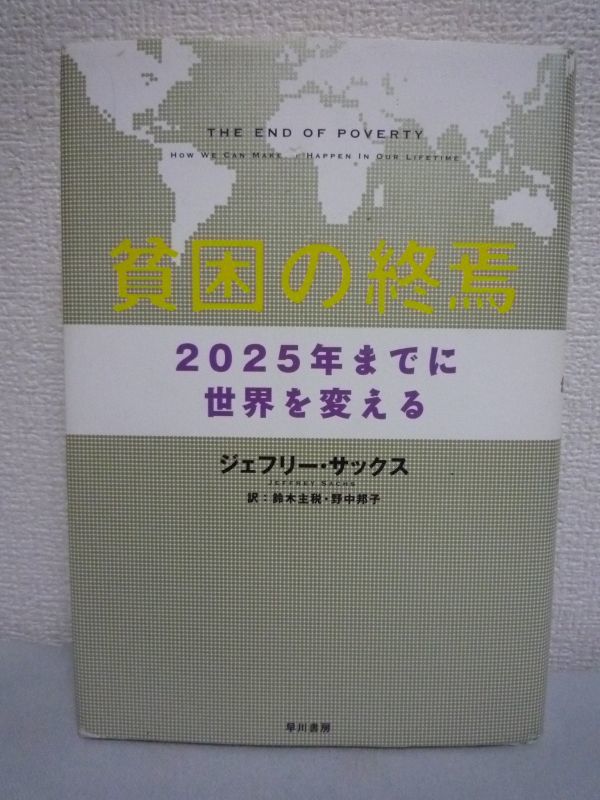 THE END OF POVERTY
HOW WE CAN MAKE IT HAPPEN IN OUR LIFETIME
貧困の終焉
2025年までに
世界を変える
ジェフリー・サックス
JEFFREY SACHS
訳:鈴木主税・野中邦子
早川書房